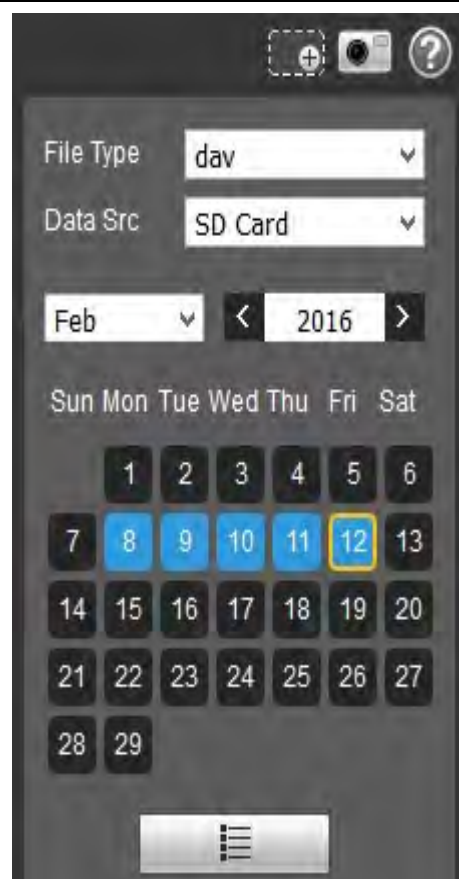 ?
File Type dav
Data Src SD Card
Feb < 2016 >
Sun Mon Tue Wed Thu Fri Sat
1 2 3 4 5 6
7 8 9 10 11 12 13
14 15 16 17 18 19 20
21 22 23 24 25 26 27
28 29